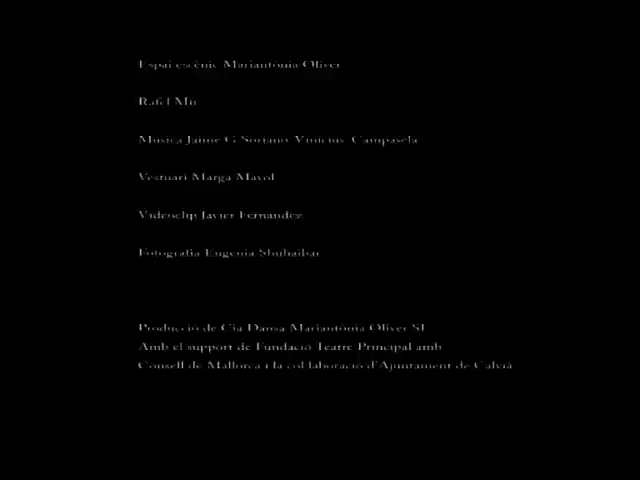 Espai escènic Mariantònia Oliver
Rafel
Música Jaime G Soriano Vinicius Campasela
Vestuari Marga Mayol
Videoclip Javier Fernandez
Fotografia Eugenia Shuhaibar
Producció de Cia Dansa Mariantònia Oliver SL
Amb el support de Fundació Teatre Principal amb
Consell de Mallorca i la col laboració d'Ajuntament de Calvià